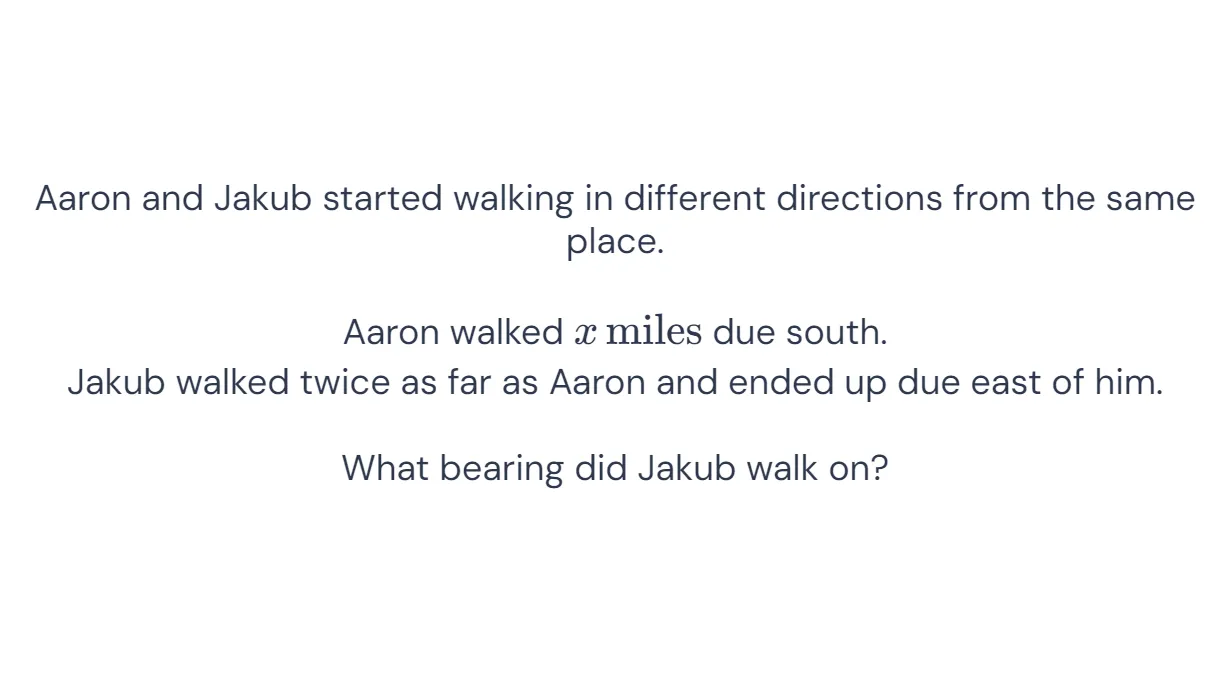 Aaron and Jakub started walking in different directions from the same
place.
Aaron walked x miles due south.
Jakub walked twice as far as Aaron and ended up due east of him.
What bearing did Jakub walk on?